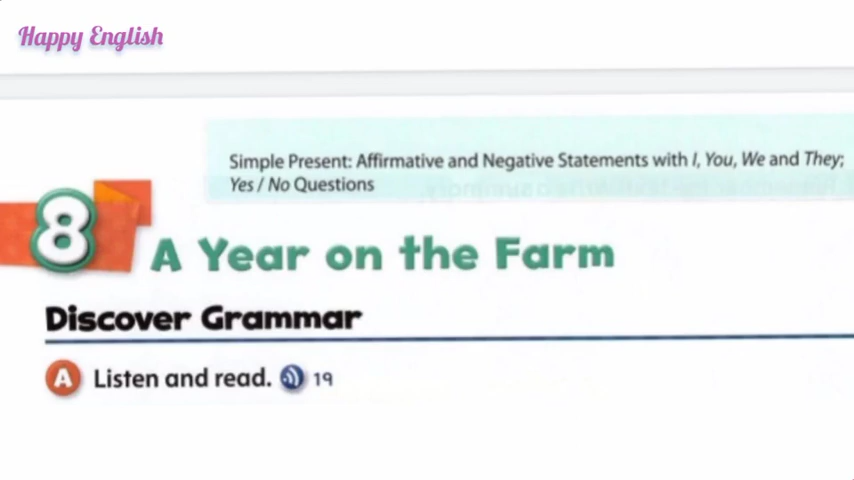 Happy English
Simple Present: Affirmative and Negative Statements with I, You, We and They;
Yes / No Questions
8
A Year on the Farm
Discover Grammar
A Listen and read. 19